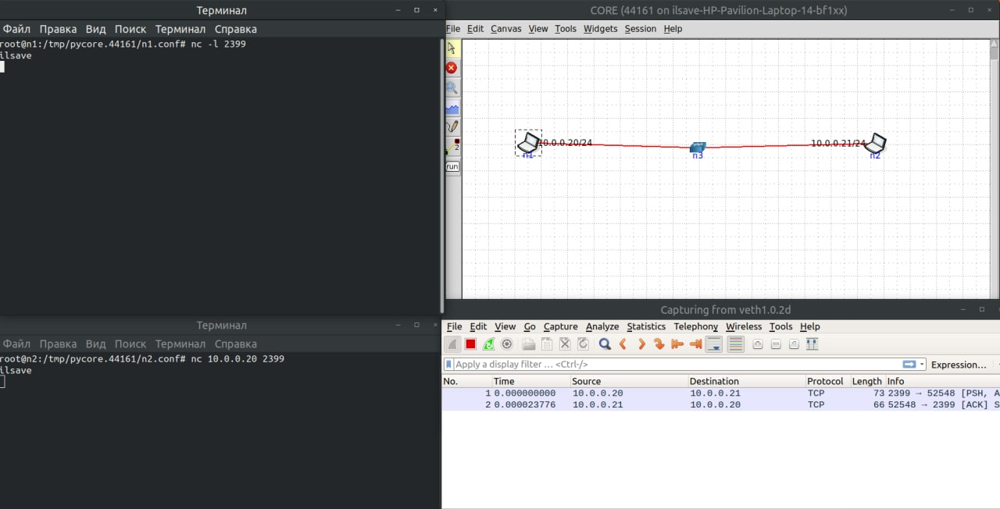 Терминал
Файл Правка Вид Поиск Терминал Справка
root@n1:/tmp/pycore.44161/n1.conf# nc -l 2399
ilsave
CORE (44161 on ilsave-HP-Pavilion-Laptop-14-bf1xx)
File Edit Canvas View Tools Widgets Session Help
2
run
10.0.0.20/24
n1
n3
10.0.0.21/24
n2
Терминал
Файл Правка Вид Поиск Терминал Справка
root@n2:/tmp/pycore.44161/n2.conf# nc 10.0.0.20 2399
ilsave
Capturing from veth1.0.2d
File Edit View Go Capture Analyze Statistics Telephony Wireless Tools Help
Apply a display filter ... <Ctrl-/> Expression...
No. Time Source Destination Protocol Length Info
1 0.000000000 10.0.0.20 10.0.0.21 TCP 73 2399 → 52548 [PSH, A
2 0.000023776 10.0.0.21 10.0.0.20 TCP 66 52548 → 2399 [ACK] S